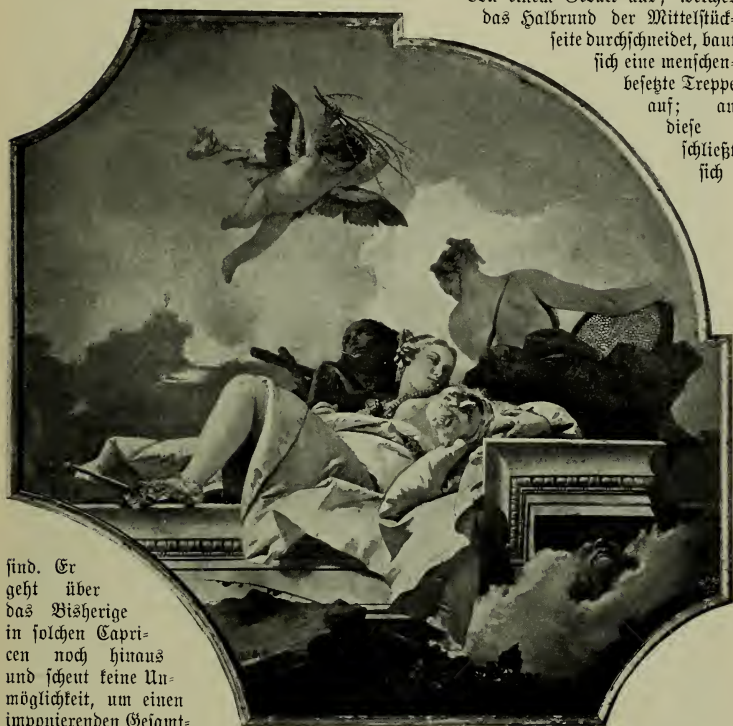 einem
das Halbrund der Mittelstück-
seite durchschneidet, baut
sich eine menschen-
besetzte Treppe
auf; an
diese
schließt
sich
sind. Er
geht über
das Bisherige
in solchen Capri-
cen noch hinaus
und scheut keine Un-
möglichkeit, um einen
imponierenden Gesamt-